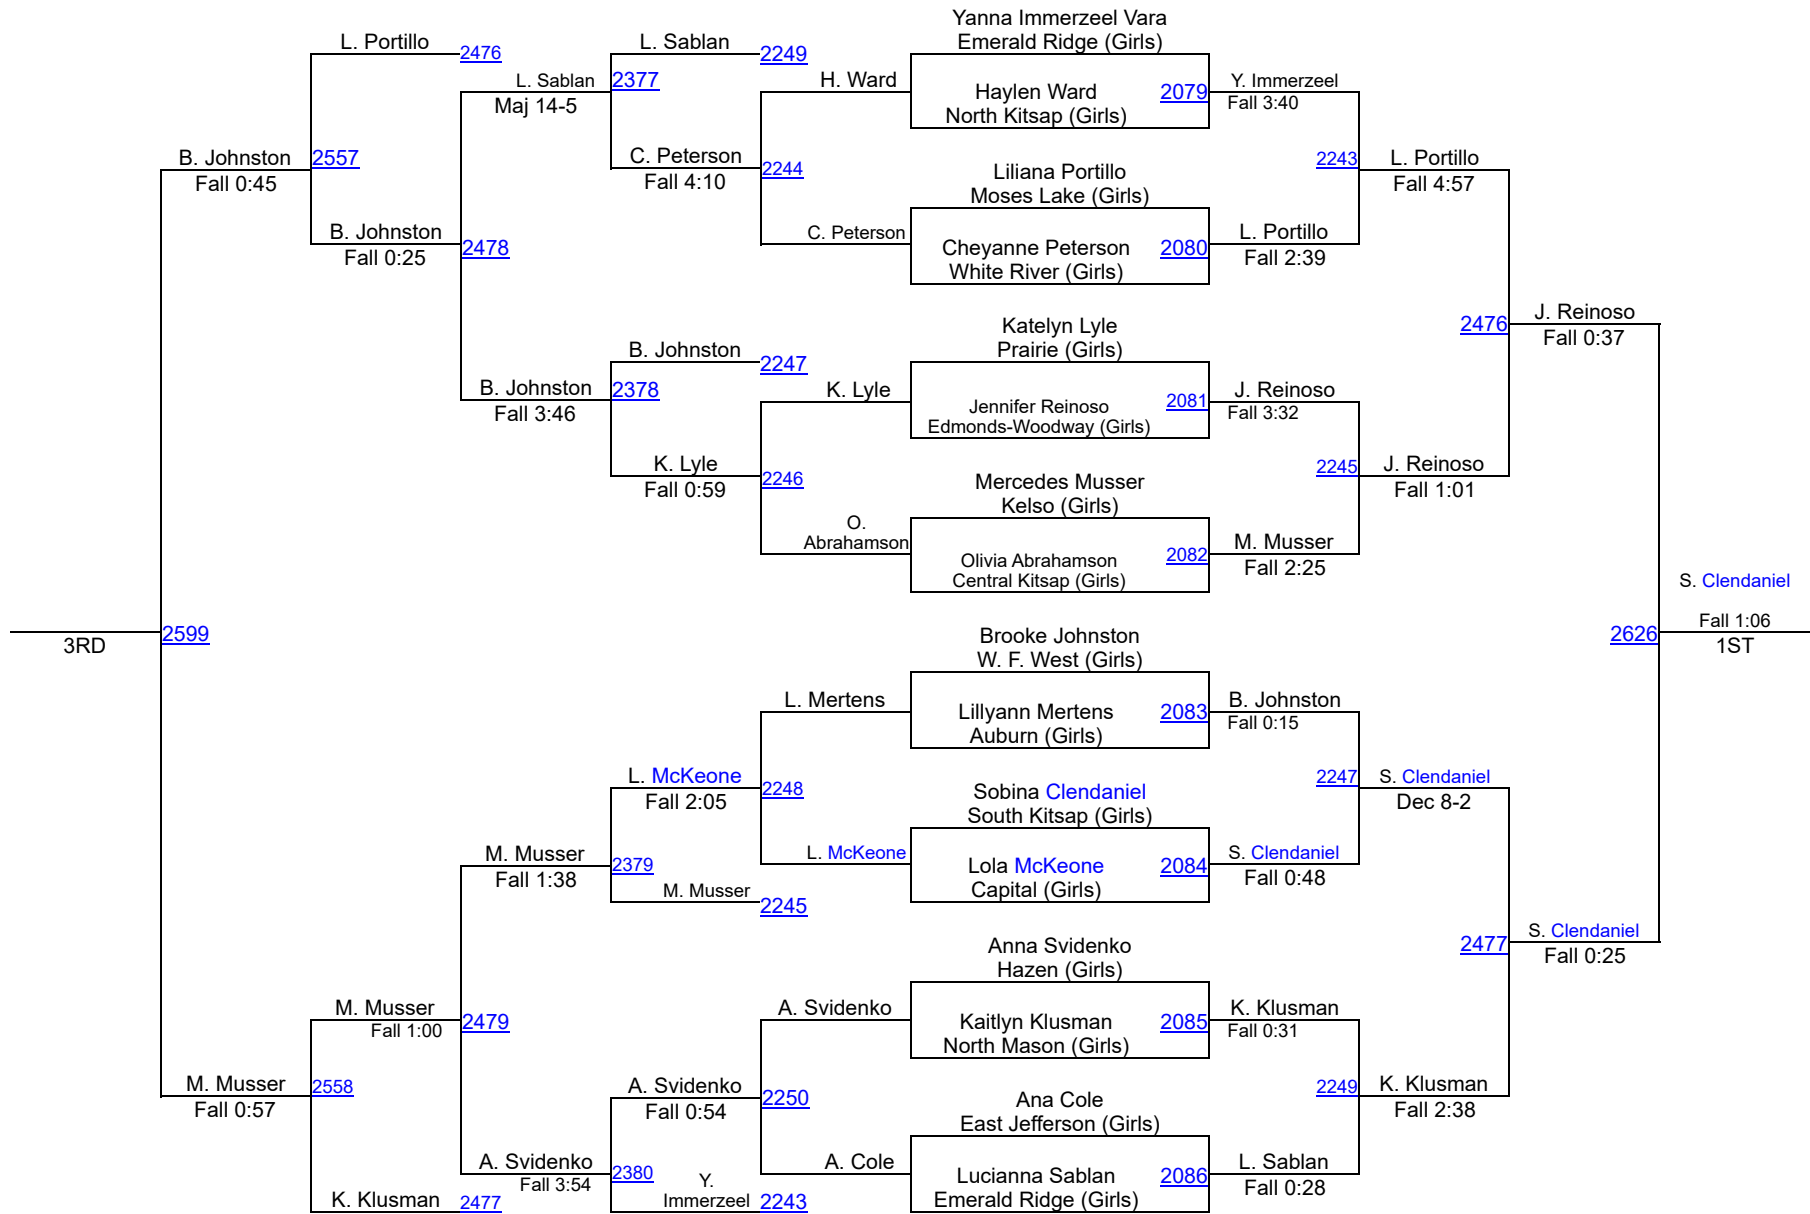 Yanna Immerzeel Vara
Emerald Ridge (Girls)
L. Portillo
2476
L. Sablan
2249
L. Sablan
Maj 14-5
2377
H. Ward
Haylen Ward
North Kitsap (Girls)
2079
Y. Immerzeel
Fall 3:40
B. Johnston
Fall 0:45
2557
C. Peterson
Fall 4:10
2244
Liliana Portillo
Moses Lake (Girls)
2243
L. Portillo
Fall 4:57
B. Johnston
Fall 0:25
2478
C. Peterson
Cheyanne Peterson
White River (Girls)
2080
L. Portillo
Fall 2:39
Katelyn Lyle
Prairie (Girls)
2476
J. Reinoso
Fall 0:37
B. Johnston
2247
B. Johnston
Fall 3:46
2378
K. Lyle
Jennifer Reinoso
Edmonds-Woodway (Girls)
2081
J. Reinoso
Fall 3:32
K. Lyle
Fall 0:59
2246
Mercedes Musser
Kelso (Girls)
2245
J. Reinoso
Fall 1:01
O.
Abrahamson
Olivia Abrahamson
Central Kitsap (Girls)
2082
M. Musser
Fall 2:25
S. Clendaniel
Fall 1:06
1ST
2626
3RD
2599
Brooke Johnston
W. F. West (Girls)
L. Mertens
Lillyann Mertens
Auburn (Girls)
2083
B. Johnston
Fall 0:15
L. McKeone
Fall 2:05
2248
Sobina Clendaniel
South Kitsap (Girls)
2247
S. Clendaniel
Dec 8-2
M. Musser
Fall 1:38
2379
L. McKeone
Lola McKeone
Capital (Girls)
2084
S. Clendaniel
Fall 0:48
M. Musser
2245
Anna Svidenko
Hazen (Girls)
2477
S. Clendaniel
Fall 0:25
M. Musser
Fall 1:00
2479
A. Svidenko
Kaitlyn Klusman
North Mason (Girls)
2085
K. Klusman
Fall 0:31
M. Musser
Fall 0:57
2558
A. Svidenko
Fall 0:54
2250
Ana Cole
East Jefferson (Girls)
2249
K. Klusman
Fall 2:38
A. Svidenko
Fall 3:54
2380
A. Cole
Lucianna Sablan
Emerald Ridge (Girls)
2086
L. Sablan
Fall 0:28
K. Klusman
2477
Y.
Immerzeel
2243